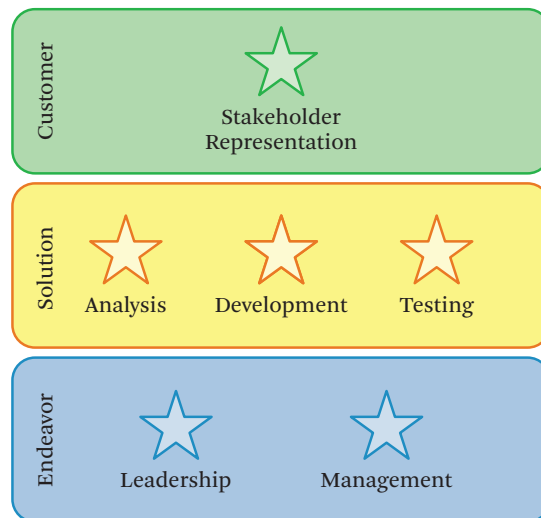 Customer
Stakeholder
Representation
Solution
Analysis
Development
Testing
Endeavor
Leadership
Management